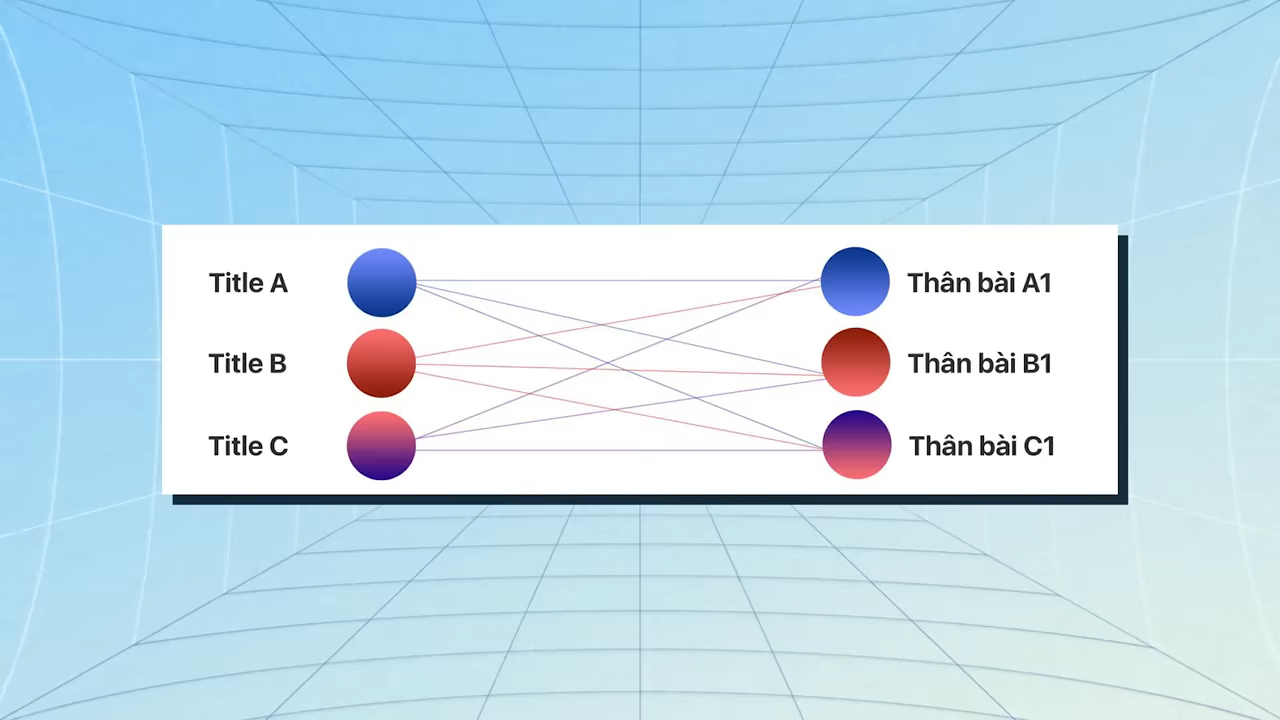 Title A
Thân bài A1
Title B
Thân bài B1
Title C
Thân bài C1